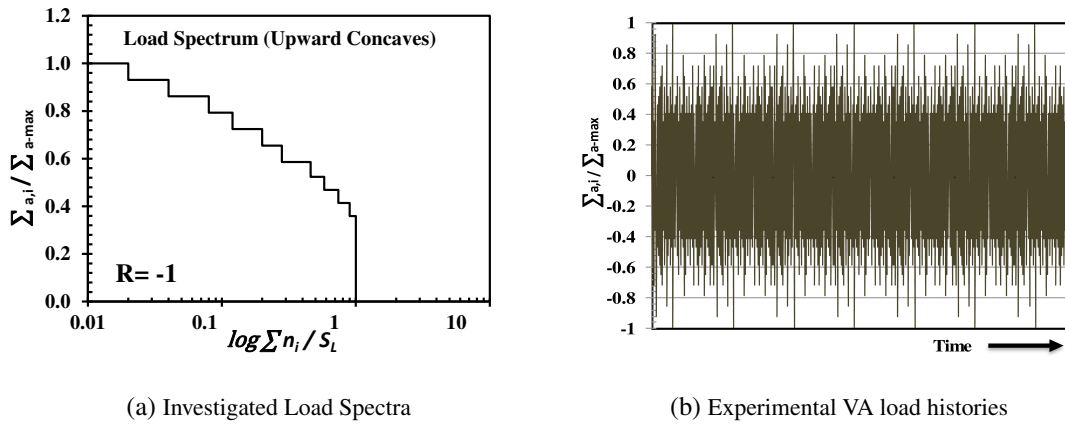 Load Spectrum (Upward Concaves)
1.2
1.0
0.8
0.6
0.4
0.2
0.0
∑ a,i / ∑ a-max
R= -1
0.01 0.1 1 10
log∑ni / SL
1
0.8
0.6
0.4
0.2
0
-0.2
-0.4
-0.6
-0.8
-1
∑a,i / ∑a-max
Time
(a) Investigated Load Spectra
(b) Experimental VA load histories